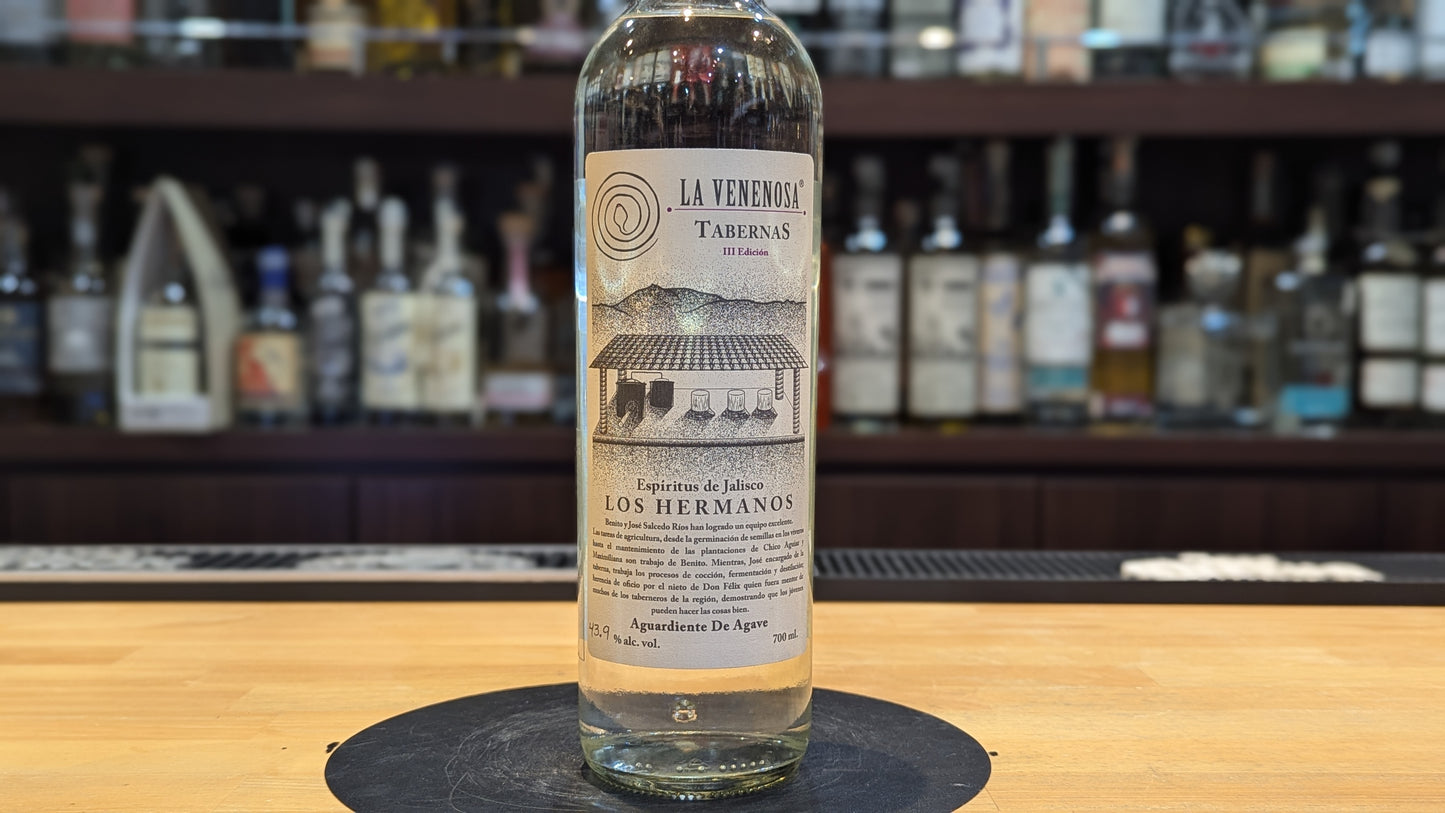 LA VENENOSA®
TABERNAS
III Edición
Espíritus de Jalisco
LOS HERMANOS
Benito y José Salcedo Ríos han logrado un equipo excelente.
Las tareas de agricultura, desde la germinación de semillas en los viveros
hasta el mantenimiento de las plantaciones de Chico Aguiar y
Maximiliana son trabajo de Benito. Mientras, José encargado de la
taberna, trabaja los procesos de cocción, fermentación y destilación;
herencia de oficio por el nieto de Don Félix quien fuera mentor de
muchos de los taberneros de la región, demostrando que los jóvenes
pueden hacer las cosas bien.
Aguardiente De Agave
43.9 % alc. vol. 700 ml.